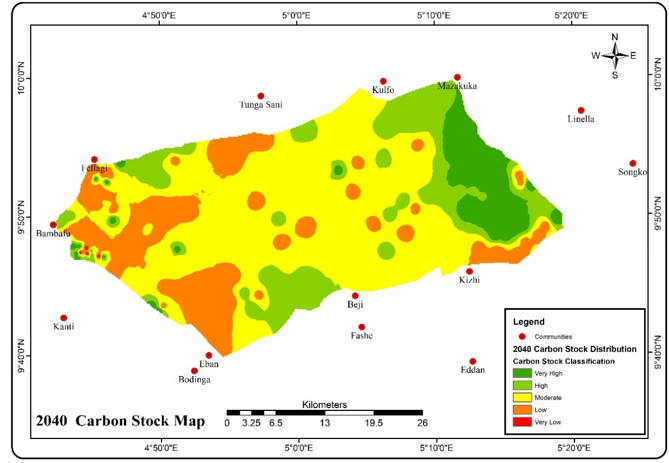 4°50'0"E 5°0'0"E 5°10'0"E 5°20'0"E
N
W E
S
10°0'0"N 10°0'0"N
Kulfo
Mazakuka
Tunga Sani
Linella
Fellagi
Songko
9°50'0"N 9°50'0"N
Bambafu
Kizhi
Beji
Kanti
Fashe
Legend
Communities
2040 Carbon Stock Distribution
Carbon Stock Classification
Very High
High
Moderate
Low
Very Low
9°40'0"N 9°40'0"N
Eban
Eddan
Bodinga
Kilometers
2040 Carbon Stock Map
0 3.25 6.5 13 19.5 26
4°50'0"E 5°0'0"E 5°10'0"E 5°20'0"E